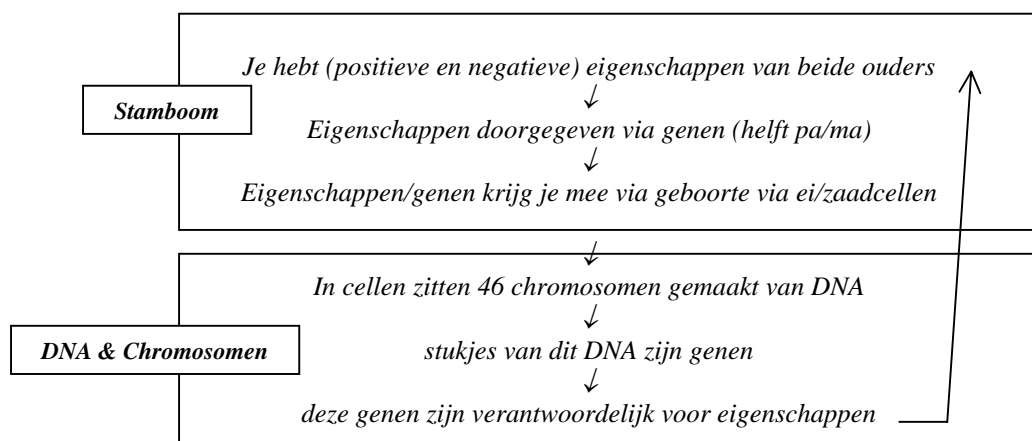 Je hebt (positieve en negatieve) eigenschappen van beide ouders
↓
Stamboom
Eigenschappen doorgegeven via genen (helft pa/ma)
↓
Eigenschappen/genen krijg je mee via geboorte via ei/zaadcellen
↓
In cellen zitten 46 chromosomen gemaakt van DNA
↓
DNA & Chromosomen
stukjes van dit DNA zijn genen
↓
deze genen zijn verantwoordelijk voor eigenschappen